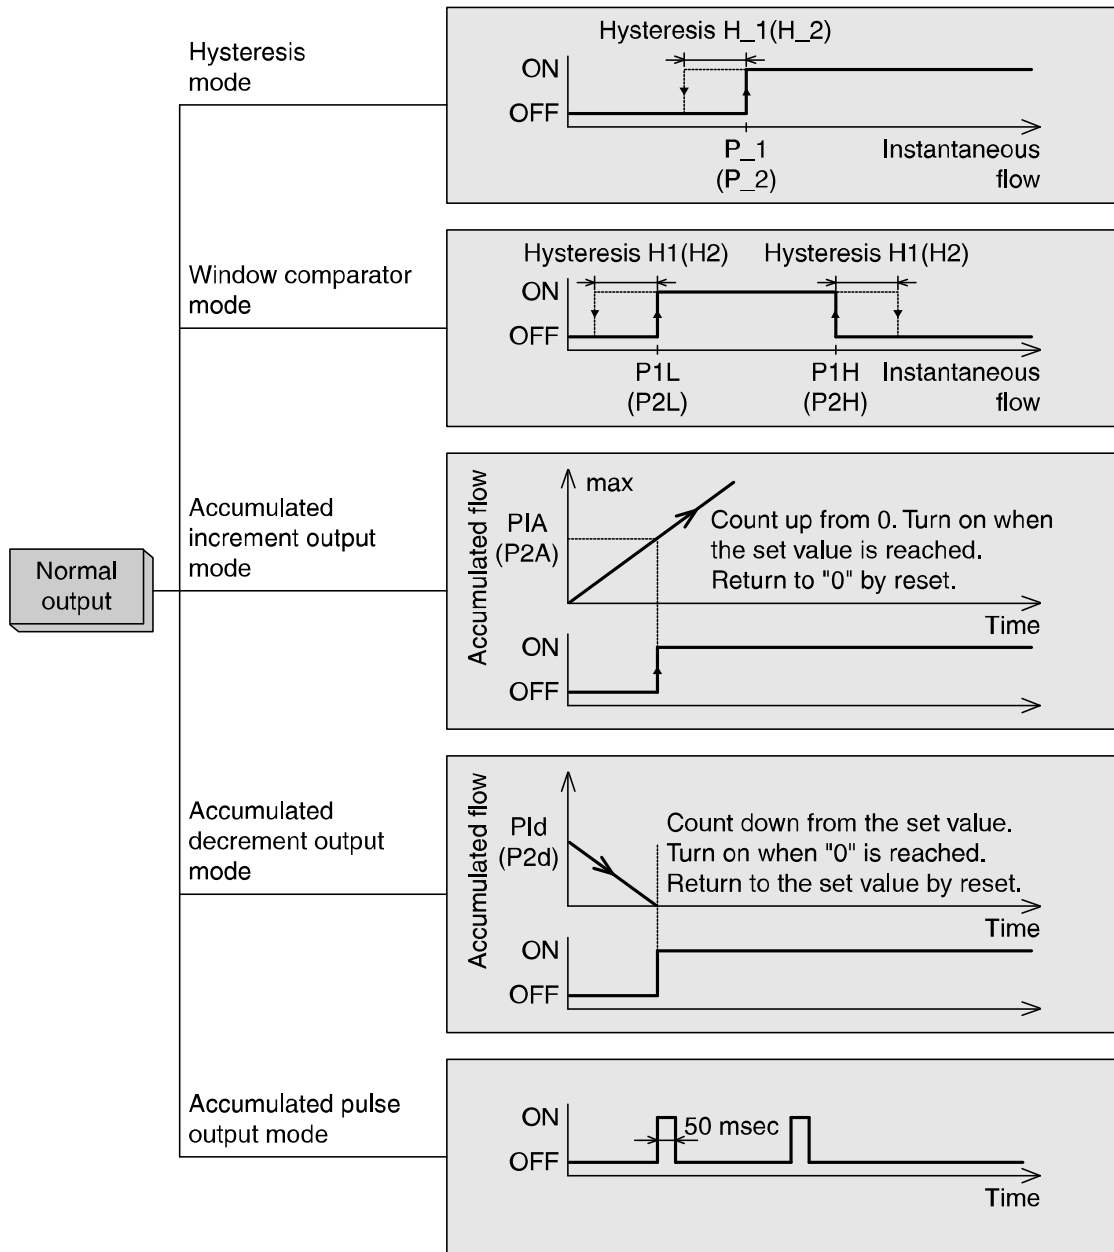 Normal
output
Hysteresis
mode
Hysteresis H_1(H_2)
ON
OFF
P_1
(P_2)
Instantaneous
flow
Window comparator
mode
Hysteresis H1(H2)
Hysteresis H1(H2)
ON
OFF
P1L
(P2L)
P1H
(P2H)
Instantaneous
flow
Accumulated
increment output
mode
Accumulated flow
max
PIA
(P2A)
Count up from 0. Turn on when
the set value is reached.
Return to "0" by reset.
Time
ON
OFF
Accumulated
decrement output
mode
Accumulated flow
PId
(P2d)
Count down from the set value.
Turn on when "0" is reached.
Return to the set value by reset.
Time
ON
OFF
Accumulated pulse
output mode
ON
OFF
50 msec
Time